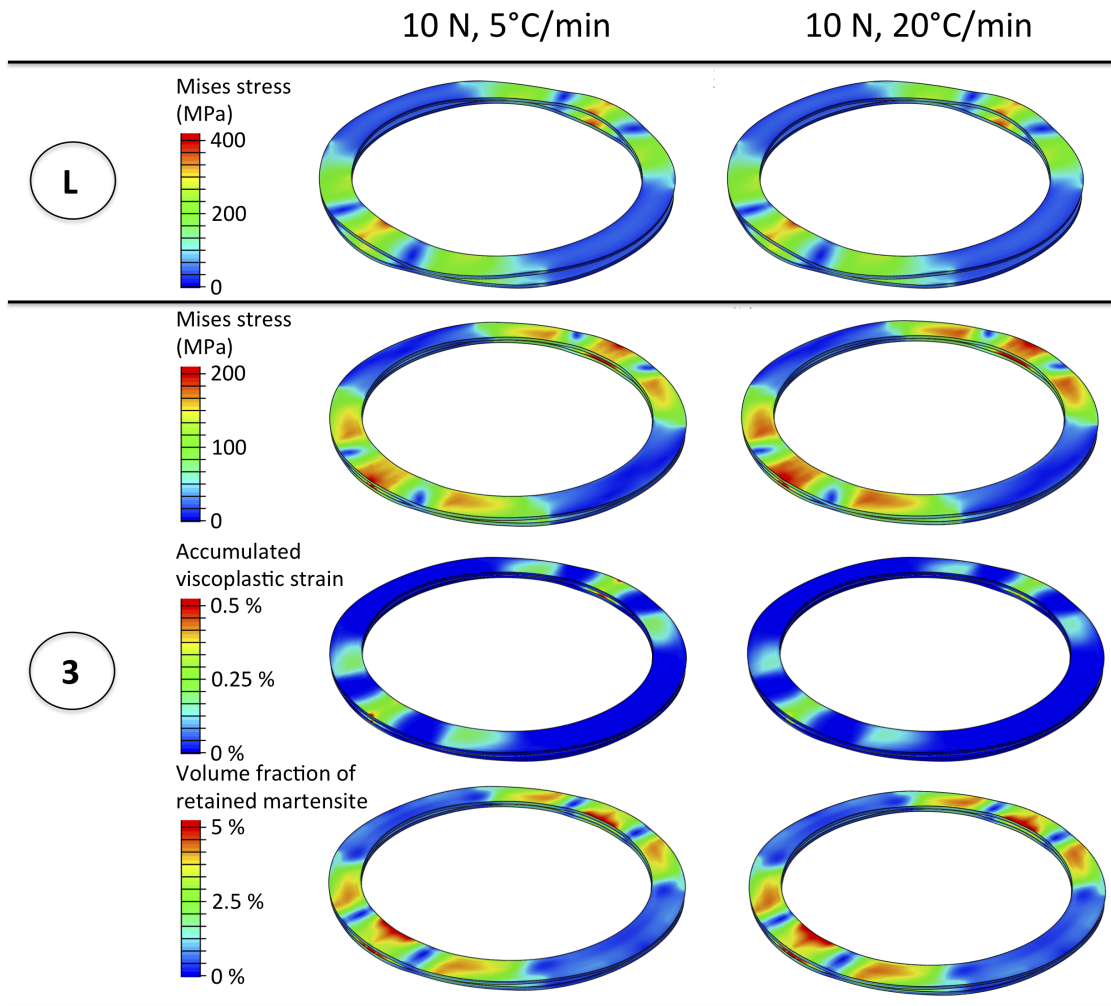 10 N, 5°C/min
10 N, 20°C/min
L
Mises stress
(MPa)
400
200
0
3
Mises stress
(MPa)
200
100
0
Accumulated
viscoplastic strain
0.5 %
0.25 %
0 %
Volume fraction of
retained martensite
5 %
2.5 %
0 %